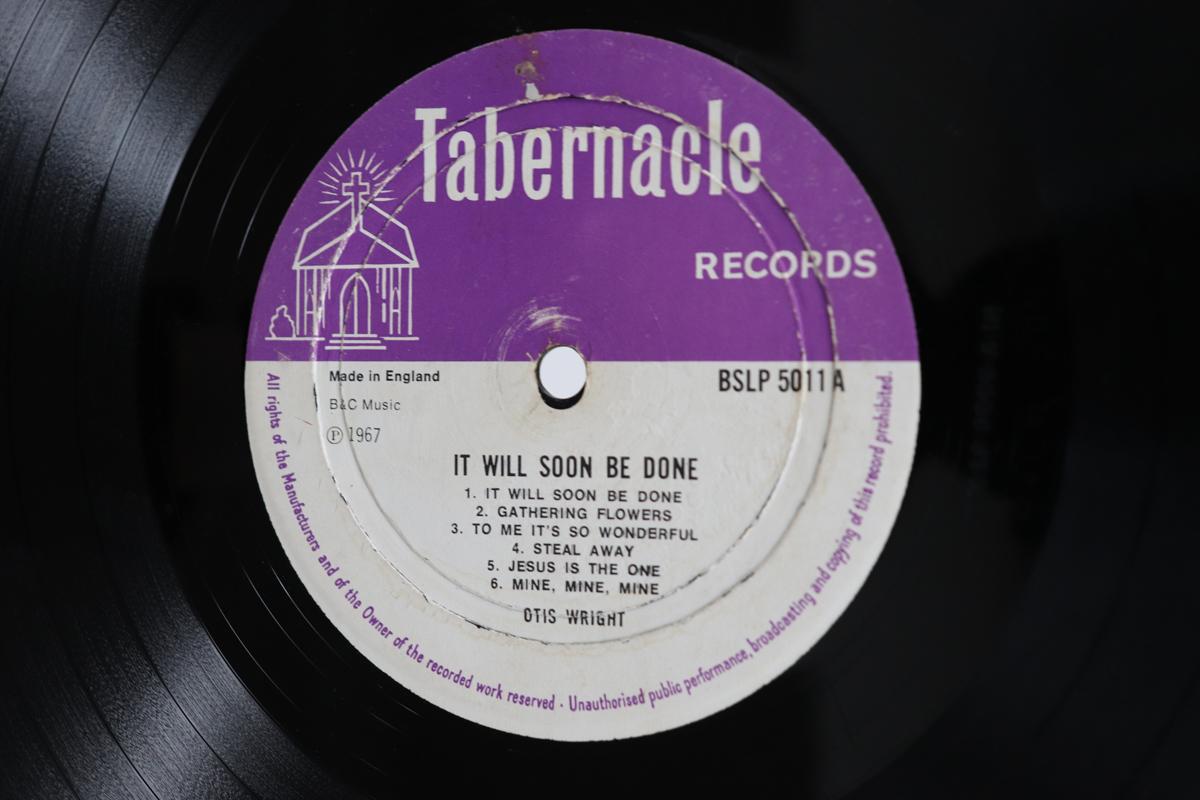 Tabernacle
RECORDS
Made in England
B&C Music
Ⓟ 1967
BSLP 5011 A
IT WILL SOON BE DONE
1. IT WILL SOON BE DONE
2. GATHERING FLOWERS
3. TO ME IT'S SO WONDERFUL
4. STEAL AWAY
5. JESUS IS THE ONE
6. MINE, MINE, MINE
OTIS WRIGHT
All rights of the Manufacturers and of the Owner of the recorded work reserved · Unauthorised public performance, broadcasting and copying of this record prohibited.